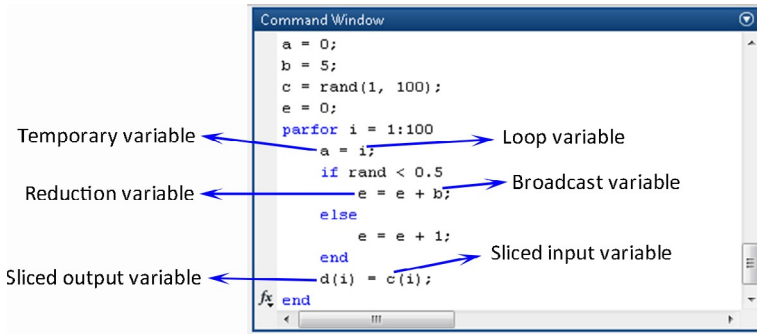 Command Window
a = 0;
b = 5;
c = rand(1, 100);
e = 0;
parfor i = 1:100
Temporary variable
a = i;
Loop variable
if rand < 0.5
Reduction variable
e = e + b;
Broadcast variable
else
e = e + 1;
end
Sliced input variable
Sliced output variable
d(i) = c(i);
fx end